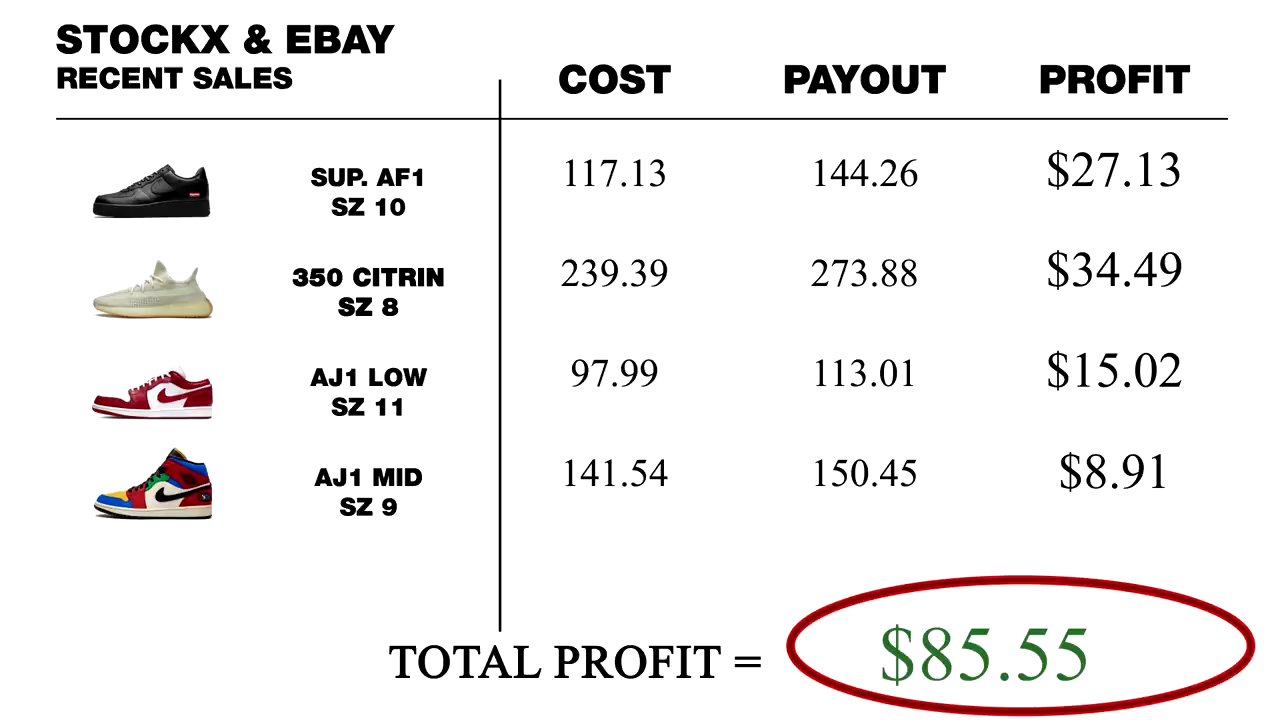 STOCKX & EBAY
RECENT SALES
COST PAYOUT PROFIT
SUP. AF1
SZ 10
117.13 144.26 $27.13
350 CITRIN
SZ 8
239.39 273.88 $34.49
AJ1 LOW
SZ 11
97.99 113.01 $15.02
AJ1 MID
SZ 9
141.54 150.45 $8.91
TOTAL PROFIT = $85.55